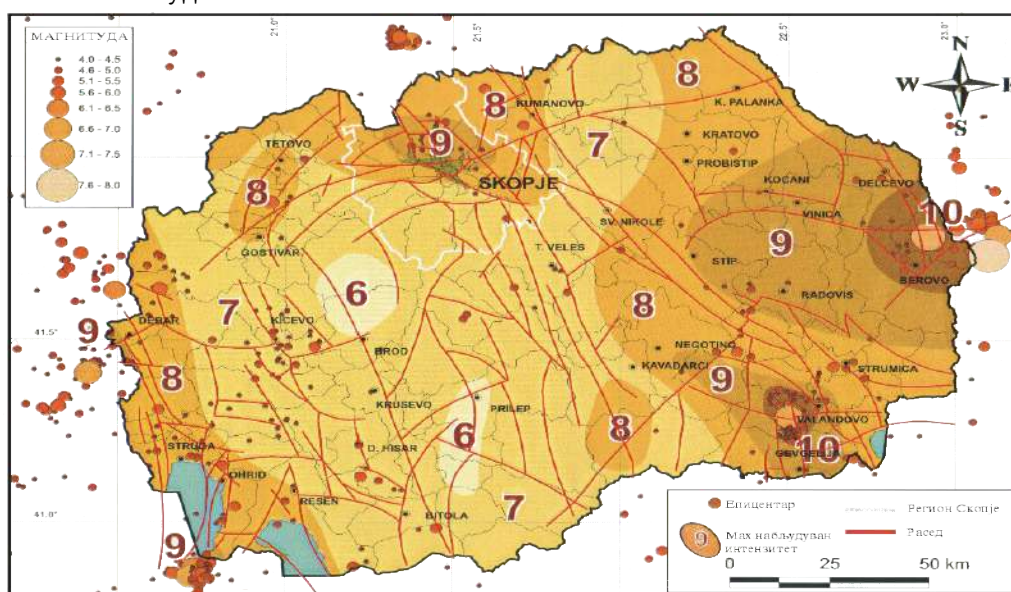 МАГНИТУДА
4.0 - 4.5
4.6 - 5.0
5.1 - 5.5
5.6 - 6.0
6.1 - 6.5
6.6 - 7.0
7.1 - 7.5
7.6 - 8.0
21.0°
21.5°
22.5°
23.0°
N
W
S
8
8
KUMANOVO
K. PALANKA
7
9
KRATOVO
TETOVO
PROBISTIP
SKOPJE
KOCANI
DELCEVO
8
VINICA
10
SV. NIKOLE
GOSTIVAR
T. VELES
9
STIP
BEROVO
6
RADOVIS
7
8
DEBAR
KICEVO
41.5°
9
NEGOTINO
BROD
KAVADARCI
STRUMICA
8
9
KRUSEVO
PRILEP
VALANDOVO
6
8
STRUGA
D. HISAR
GEVGELIJA
10
OHRID
RESEN
7
41.0°
BITOLA
9
Епицентар
Регион Скопје
9
Мах набљудуван
интензитет
Расед
0 25 50 km